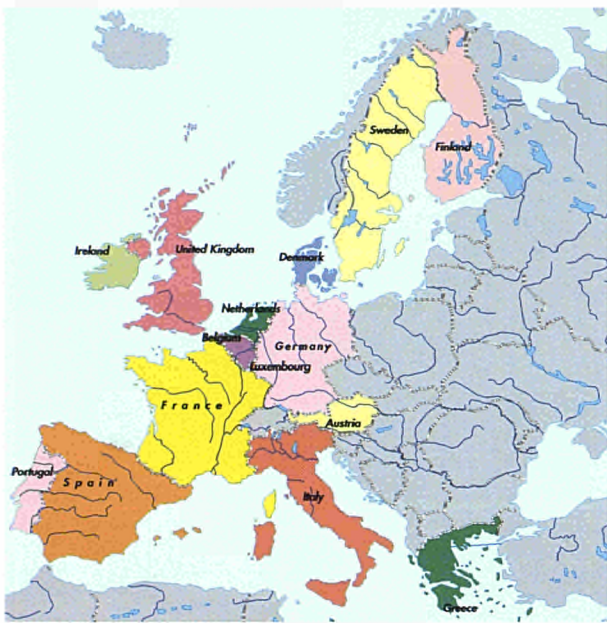 Sweden
Finland
Ireland
United Kingdom
Denmark
Netherlands
Belgium
Germany
Luxembourg
France
Austria
Portugal
Spain
Italy
Greece